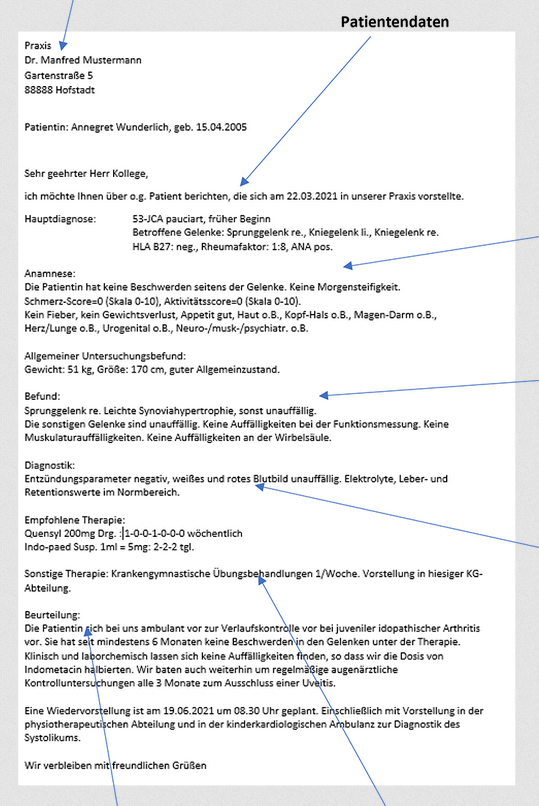 Patientendaten
Praxis
Dr. Manfred Mustermann
Gartenstraße 5
88888 Hofstadt
Patientin: Annegret Wunderlich, geb. 15.04.2005
Sehr geehrter Herr Kollege,
ich möchte Ihnen über o.g. Patient berichten, die sich am 22.03.2021 in unserer Praxis vorstellte.
Hauptdiagnose: 53-JCA pauciart, früher Beginn
Betroffene Gelenke: Sprunggelenk re., Kniegelenk li., Kniegelenk re.
HLA B27: neg., Rheumafaktor: 1:8, ANA pos.
Anamnese:
Die Patientin hat keine Beschwerden seitens der Gelenke. Keine Morgensteifigkeit.
Schmerz-Score=0 (Skala 0-10), Aktivitätsscore=0 (Skala 0-10).
Kein Fieber, kein Gewichtsverlust, Appetit gut, Haut o.B., Kopf-Hals o.B., Magen-Darm o.B.,
Herz/Lunge o.B., Urogenital o.B., Neuro-/musk-/psychiatr. o.B.
Allgemeiner Untersuchungsbefund:
Gewicht: 51 kg, Größe: 170 cm, guter Allgemeinzustand.
Befund:
Sprunggelenk re. Leichte Synoviahypertrophie, sonst unauffällig.
Die sonstigen Gelenke sind unauffällig. Keine Auffälligkeiten bei der Funktionsmessung. Keine
Muskulaturauffälligkeiten. Keine Auffälligkeiten an der Wirbelsäule.
Diagnostik:
Entzündungsparameter negativ, weißes und rotes Blutbild unauffällig. Elektrolyte, Leber- und
Retentionswerte im Normbereich.
Empfohlene Therapie:
Quensyl 200mg Drg. :1-0-0-1-0-0-0 wöchentlich
Indo-paed Susp. 1ml = 5mg: 2-2-2 tgl.
Sonstige Therapie: Krankengymnastische Übungsbehandlungen 1/Woche. Vorstellung in hiesiger KG-
Abteilung.
Beurteilung:
Die Patientin sich bei uns ambulant vor zur Verlaufskontrolle vor bei juveniler idopathischer Arthritis
vor. Sie hat seit mindestens 6 Monaten keine Beschwerden in den Gelenken unter der Therapie.
Klinisch und laborchemisch lassen sich keine Auffälligkeiten finden, so dass wir die Dosis von
Indometacin halbierten. Wir baten auch weiterhin um regelmäßige augenärztliche
Kontrolluntersuchungen alle 3 Monate zum Ausschluss einer Uveitis.
Eine Wiedervorstellung ist am 19.06.2021 um 08.30 Uhr geplant. Einschließlich mit Vorstellung in der
physiotherapeutischen Abteilung und in der kinderkardiologischen Ambulanz zur Diagnostik des
Systolikums.
Wir verbleiben mit freundlichen Grüßen